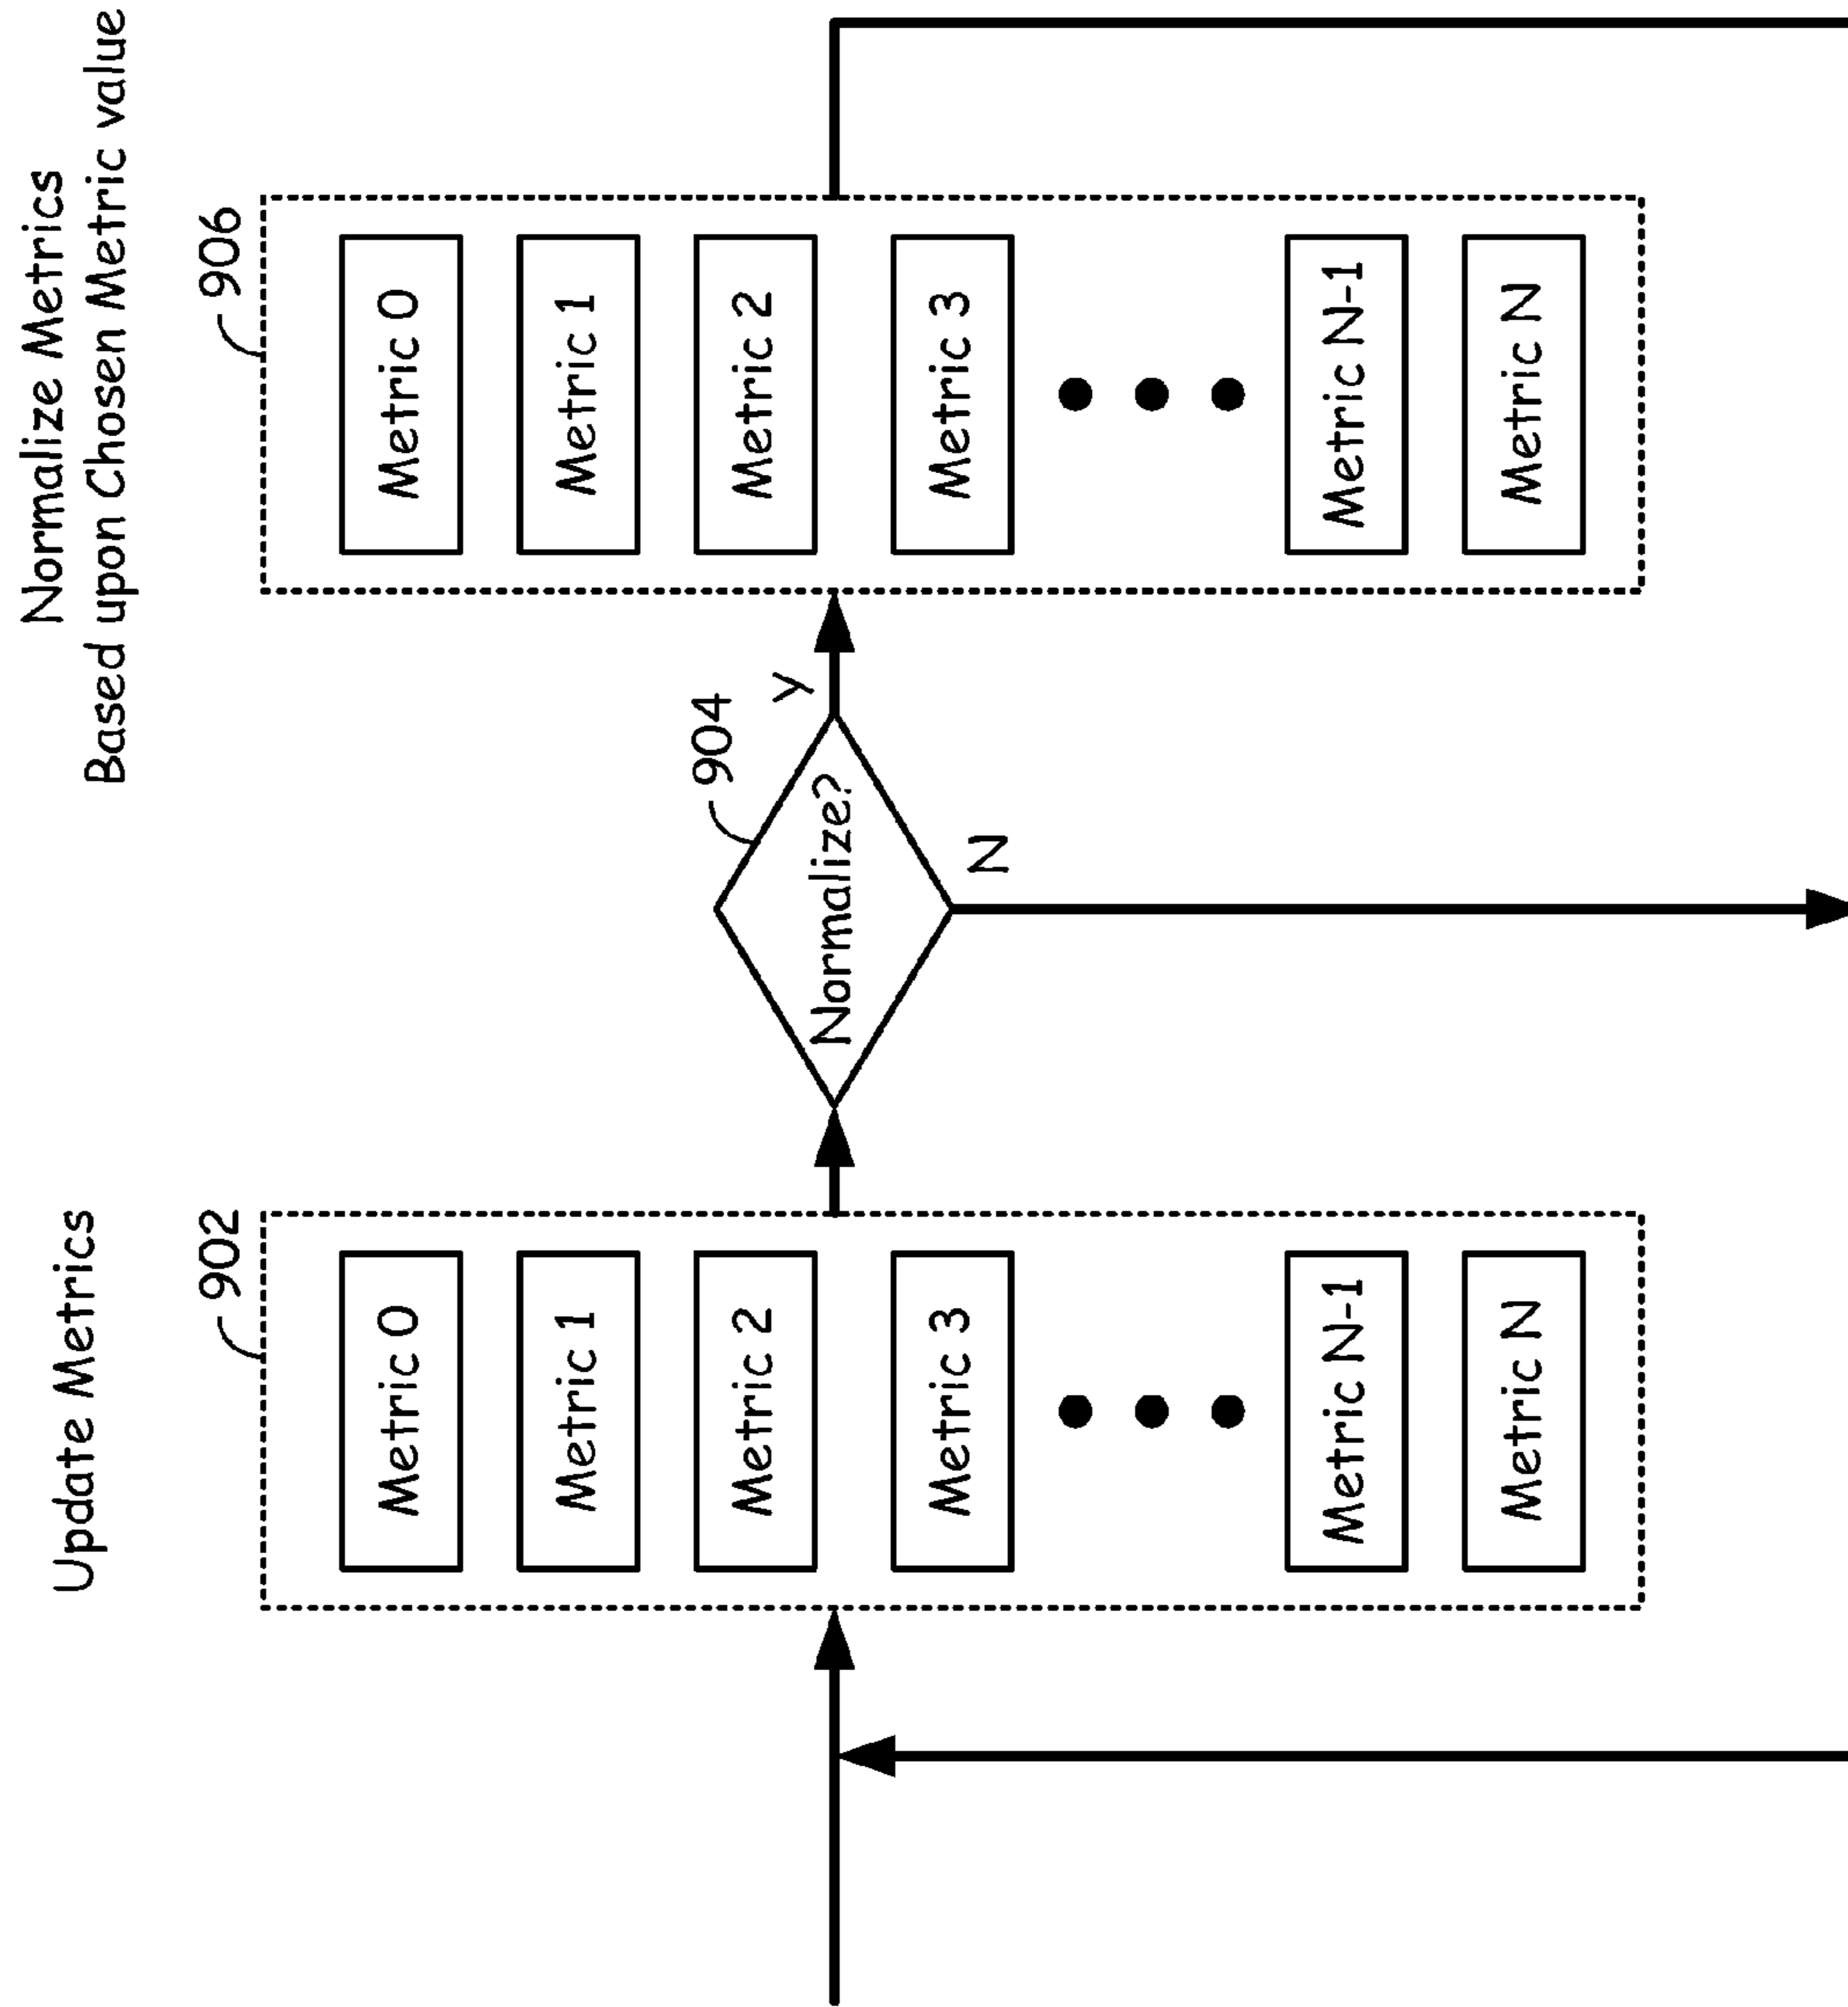 Update Metrics
902
Metric 0
Metric 1
Metric 2
Metric 3
Metric N-1
Metric N
904
Normalize?
Y
N
Normalize Metrics
Based upon Chosen Metric value
906
Metric 0
Metric 1
Metric 2
Metric 3
Metric N-1
Metric N